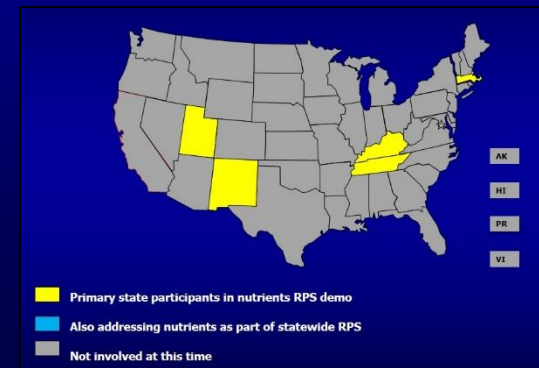 AK
HI
PR
VI
Primary state participants in nutrients RPS demo
Also addressing nutrients as part of statewide RPS
Not involved at this time